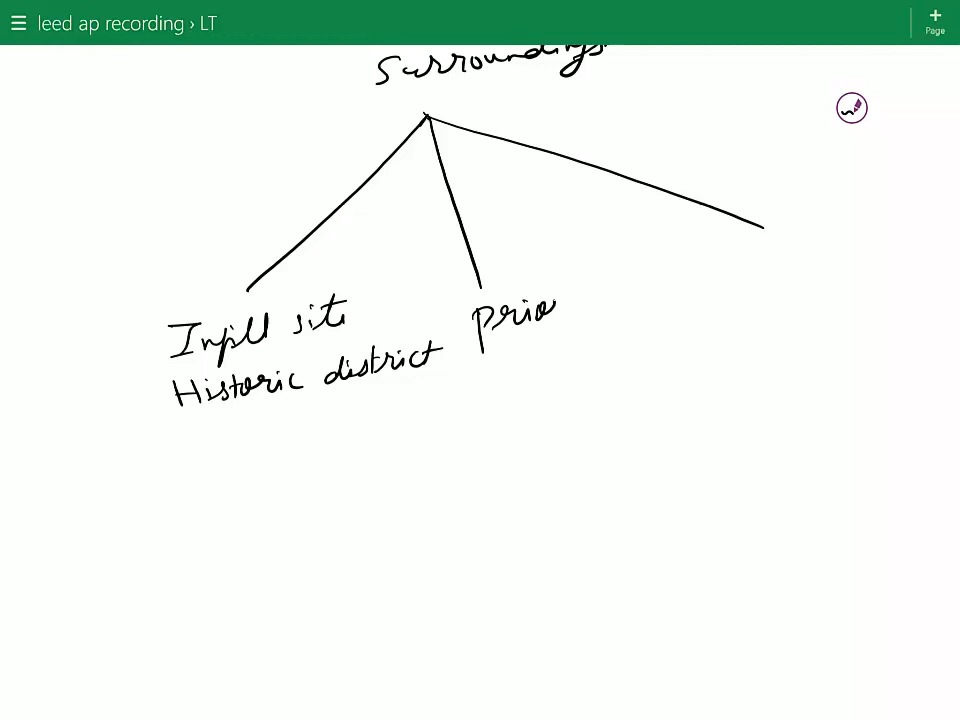 leed ap recording › LT
+
Page
Surroundings
Infill site
Historic district
prio